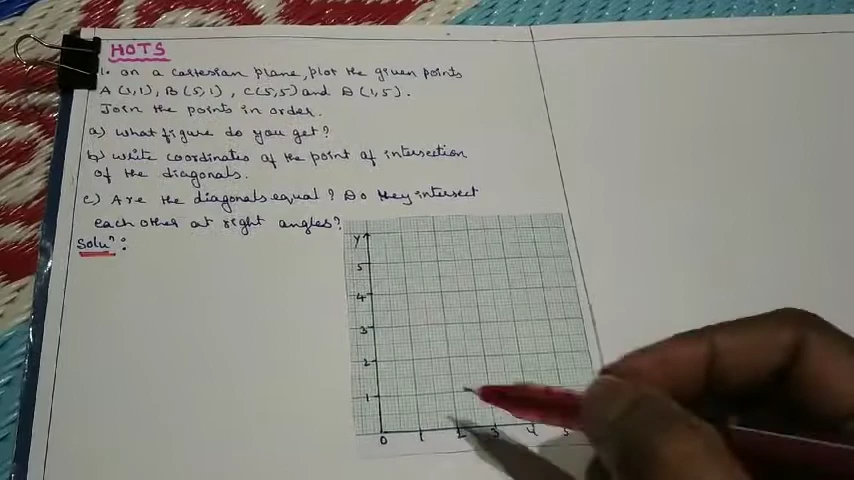 HOTS
1. On a cartesian plane, plot the given points
A (1,1), B (5,1), C(5,5) and D (1,5).
Join the points in order.
a) What figure do you get?
b) Write coordinates of the point of intersection
of the diagonals.
c) Are the diagonals equal? Do they intersect
each other at right angles?
Solun:
y
5
4
3
2
1
0 1 2 3 4 5